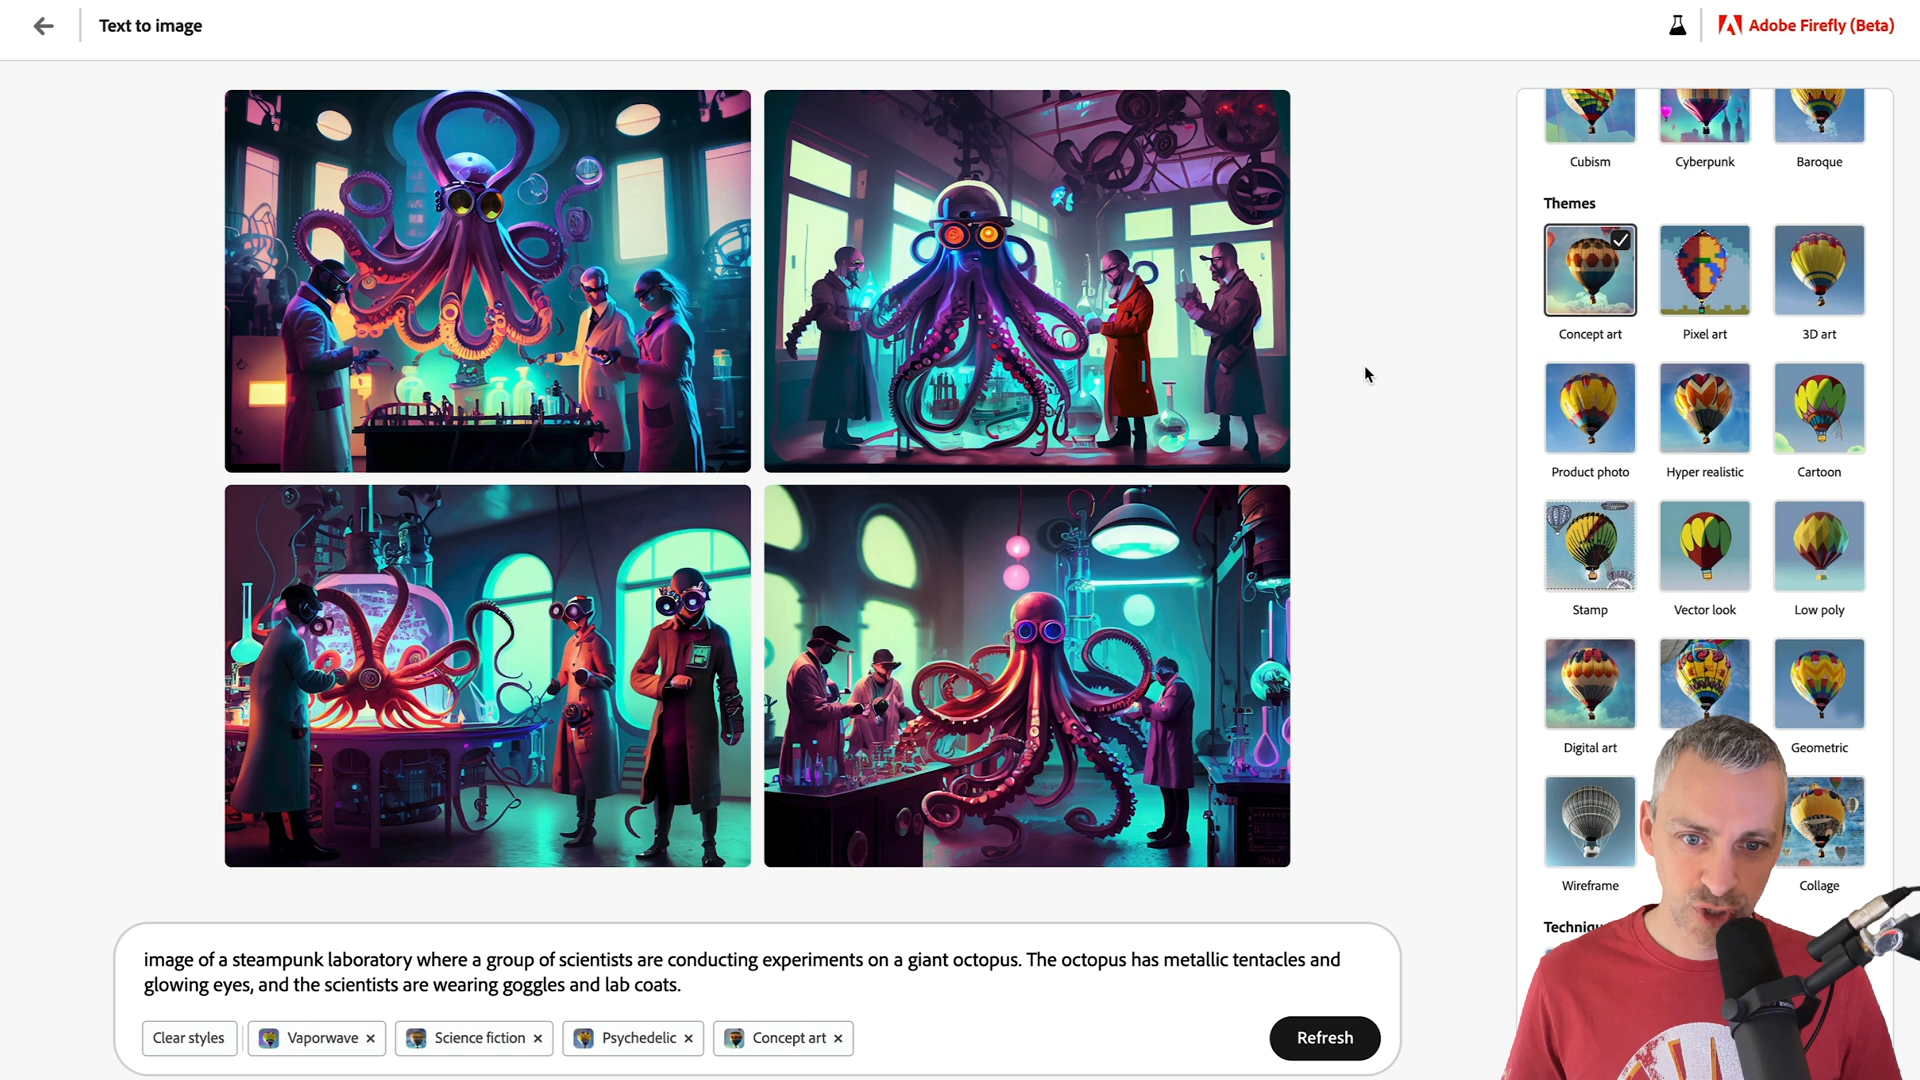 Text to image
Adobe Firefly (Beta)
Cubism
Cyberpunk
Baroque
Themes
Concept art
Pixel art
3D art
Product photo
Hyper realistic
Cartoon
Stamp
Vector look
Low poly
Digital art
Geometric
Wireframe
Collage
image of a steampunk laboratory where a group of scientists are conducting experiments on a giant octopus. The octopus has metallic tentacles and
glowing eyes, and the scientists are wearing goggles and lab coats.
Clear styles
Vaporwave
Science fiction
Psychedelic
Concept art
Refresh